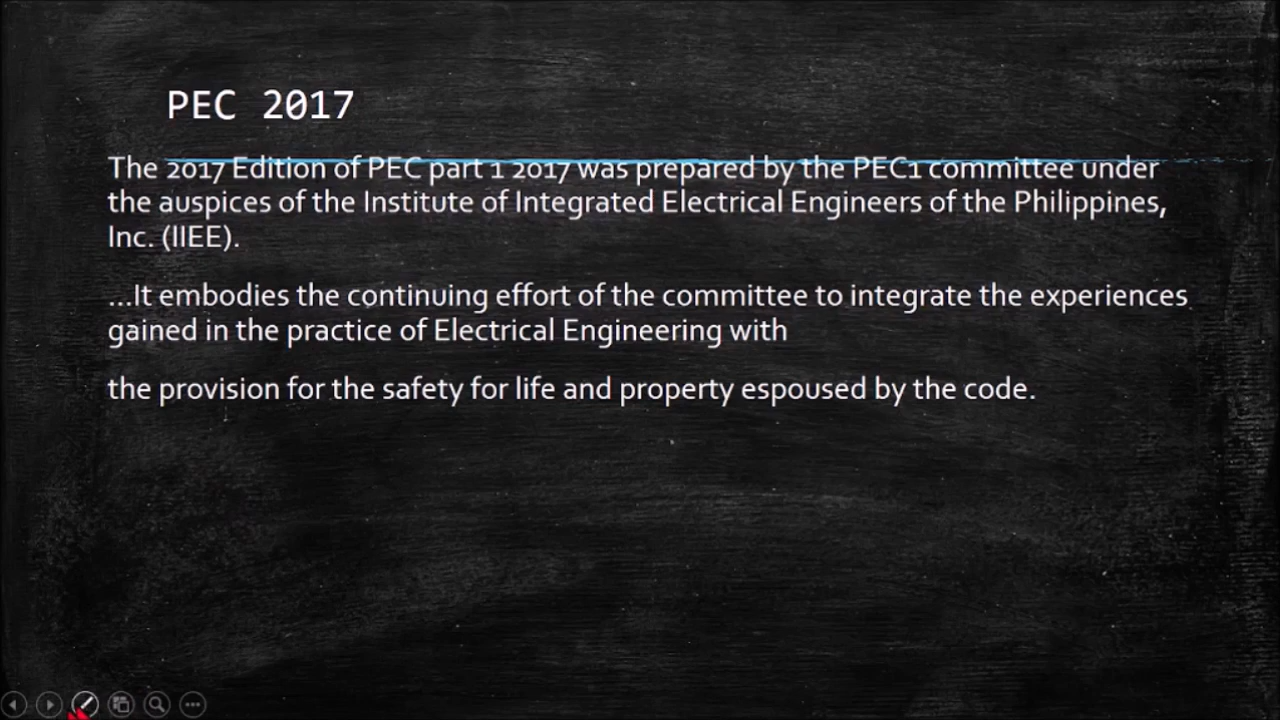 PEC 2017
The 2017 Edition of PEC part 1 2017 was prepared by the PEC1 committee under
the auspices of the Institute of Integrated Electrical Engineers of the Philippines,
Inc. (IIEE).
...It embodies the continuing effort of the committee to integrate the experiences
gained in the practice of Electrical Engineering with
the provision for the safety for life and property espoused by the code.